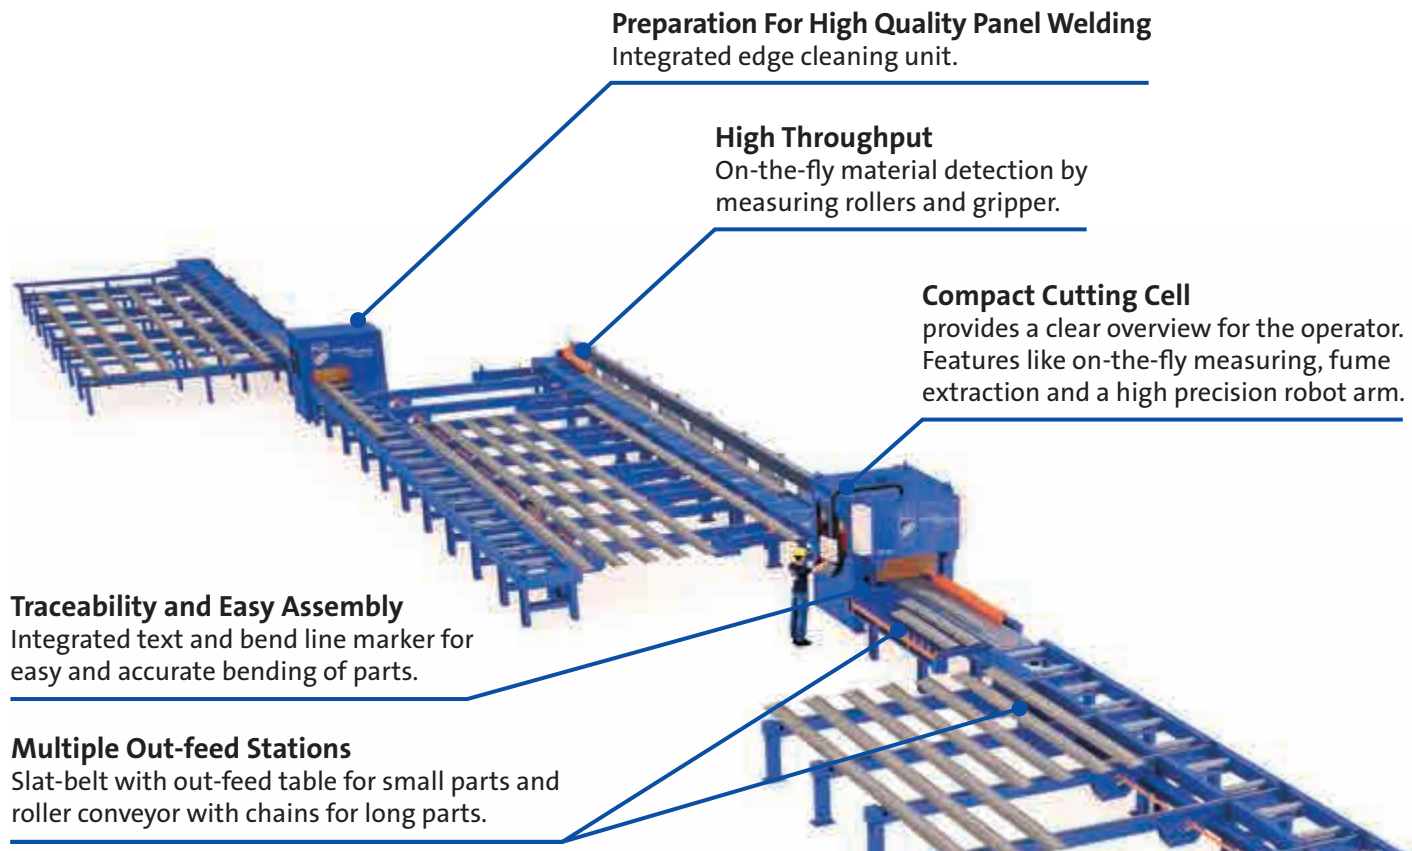 Preparation For High Quality Panel Welding
Integrated edge cleaning unit.
High Throughput
On-the-fly material detection by
measuring rollers and gripper.
Compact Cutting Cell
provides a clear overview for the operator.
Features like on-the-fly measuring, fume
extraction and a high precision robot arm.
Traceability and Easy Assembly
Integrated text and bend line marker for
easy and accurate bending of parts.
Multiple Out-feed Stations
Slat-belt with out-feed table for small parts and
roller conveyor with chains for long parts.